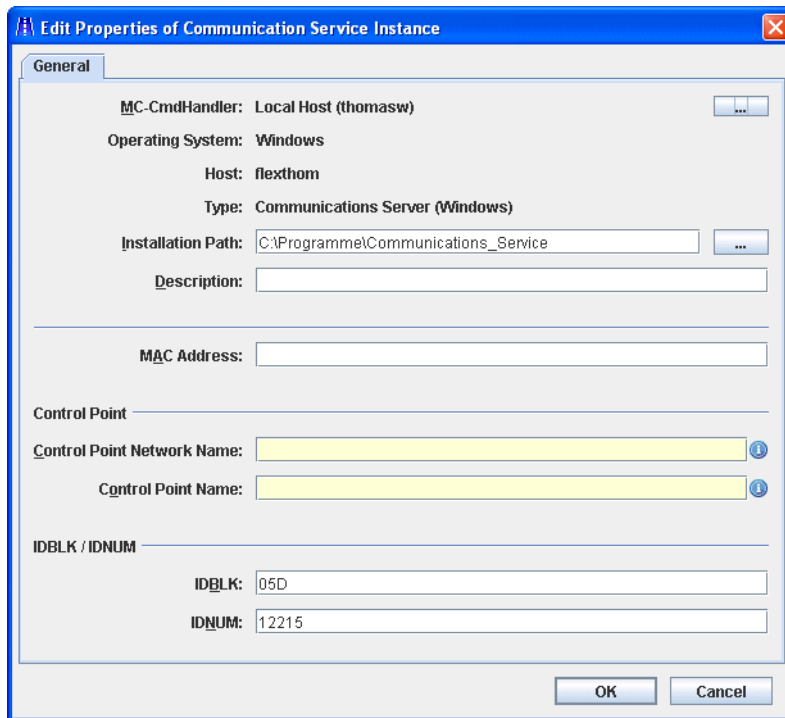 Edit Properties of Communication Service Instance
General
MC-CmdHandler: Local Host (thomasw) ...
Operating System: Windows
Host: flexthom
Type: Communications Server (Windows)
Installation Path: C:\Programme\Communications_Service ...
Description:
MAC Address:
Control Point
Control Point Network Name:
Control Point Name:
IDBLK / IDNUM
IDBLK: 05D
IDNUM: 12215
OK Cancel